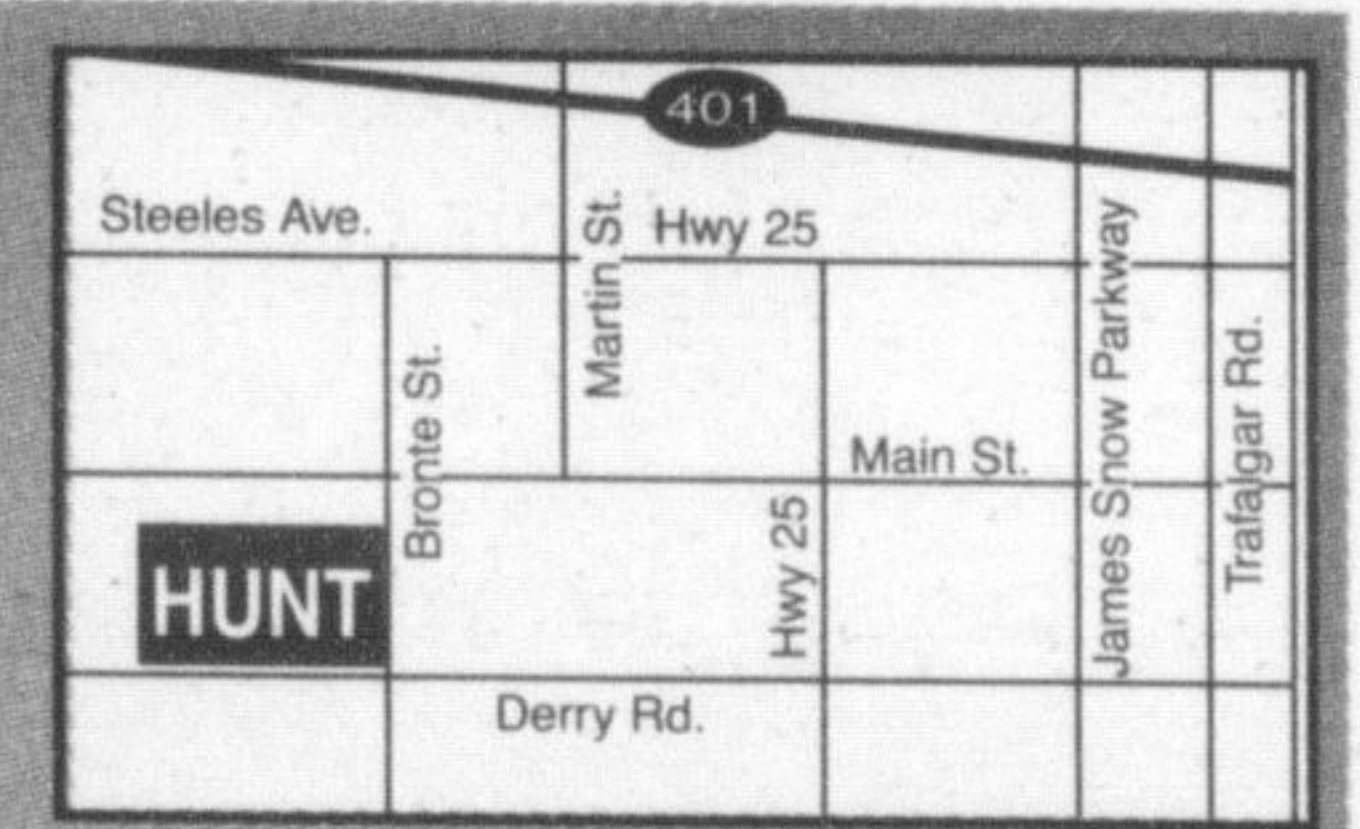 401
Steeles Ave.
Martin St.
Hwy 25
Bronte St.
Main St.
James Snow Parkway
Trafalgar Rd.
HUNT
Hwy 25
Derry Rd.